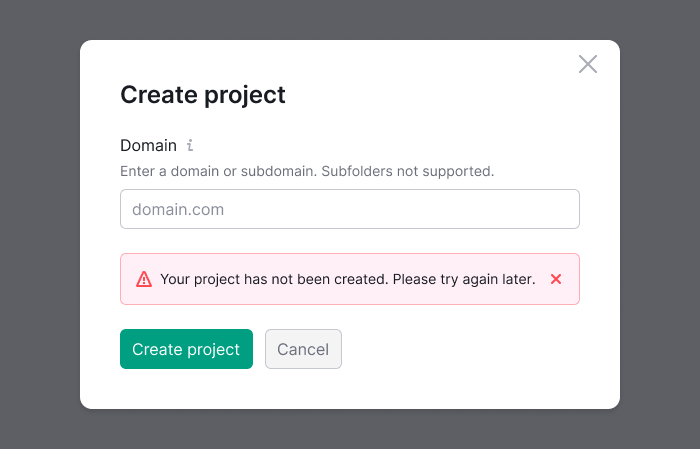 Create project
Domain i
Enter a domain or subdomain. Subfolders not supported.
domain.com
Your project has not been created. Please try again later.
Create project
Cancel